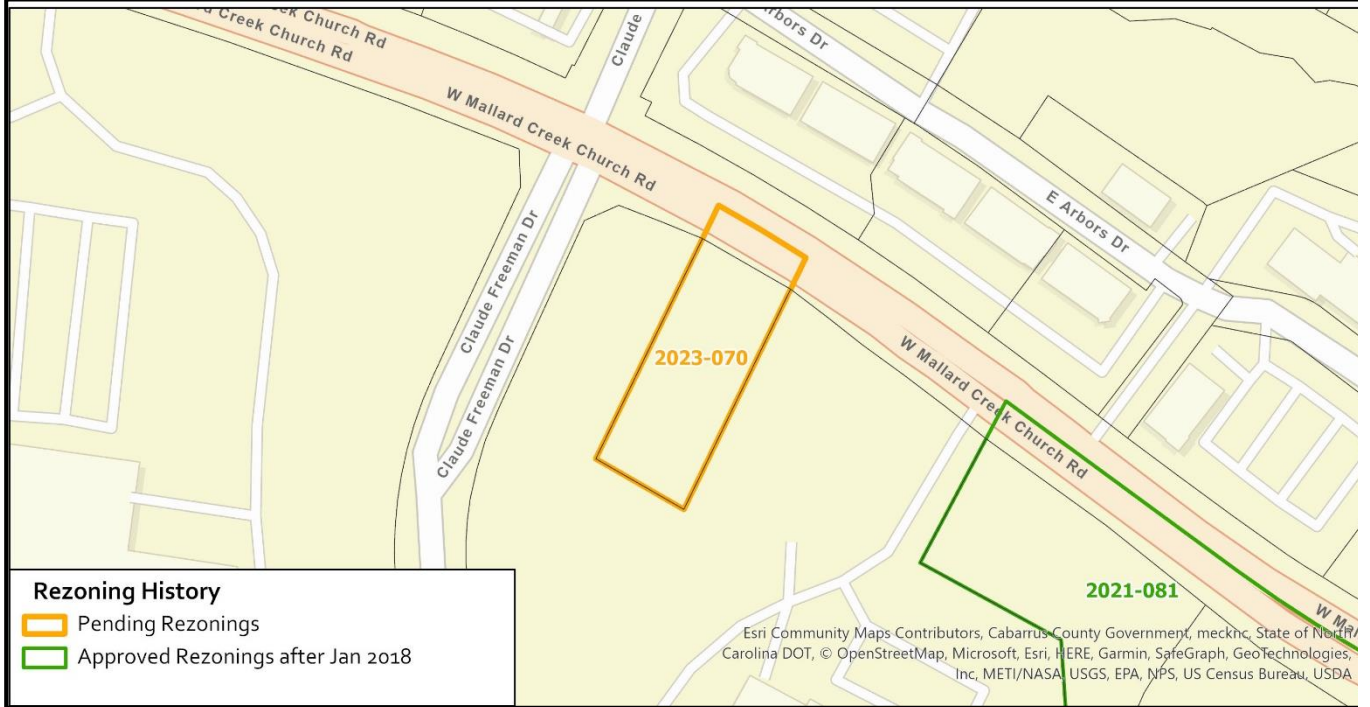 Creek Church Rd
d Creek Church Rd
Claude
Arbors Dr
W Mallard Creek Church Rd
E Arbors Dr
Claude Freeman Dr
Claude Freeman Dr
2023-070
W Mallard Creek Church Rd
2021-081
W Ma
Rezoning History
Pending Rezonings
Approved Rezonings after Jan 2018
Esri Community Maps Contributors, Cabarrus County Government, mecknc, State of North
Carolina DOT, © OpenStreetMap, Microsoft, Esri, HERE, Garmin, SafeGraph, GeoTechnologies,
Inc, METI/NASA, USGS, EPA, NPS, US Census Bureau, USDA